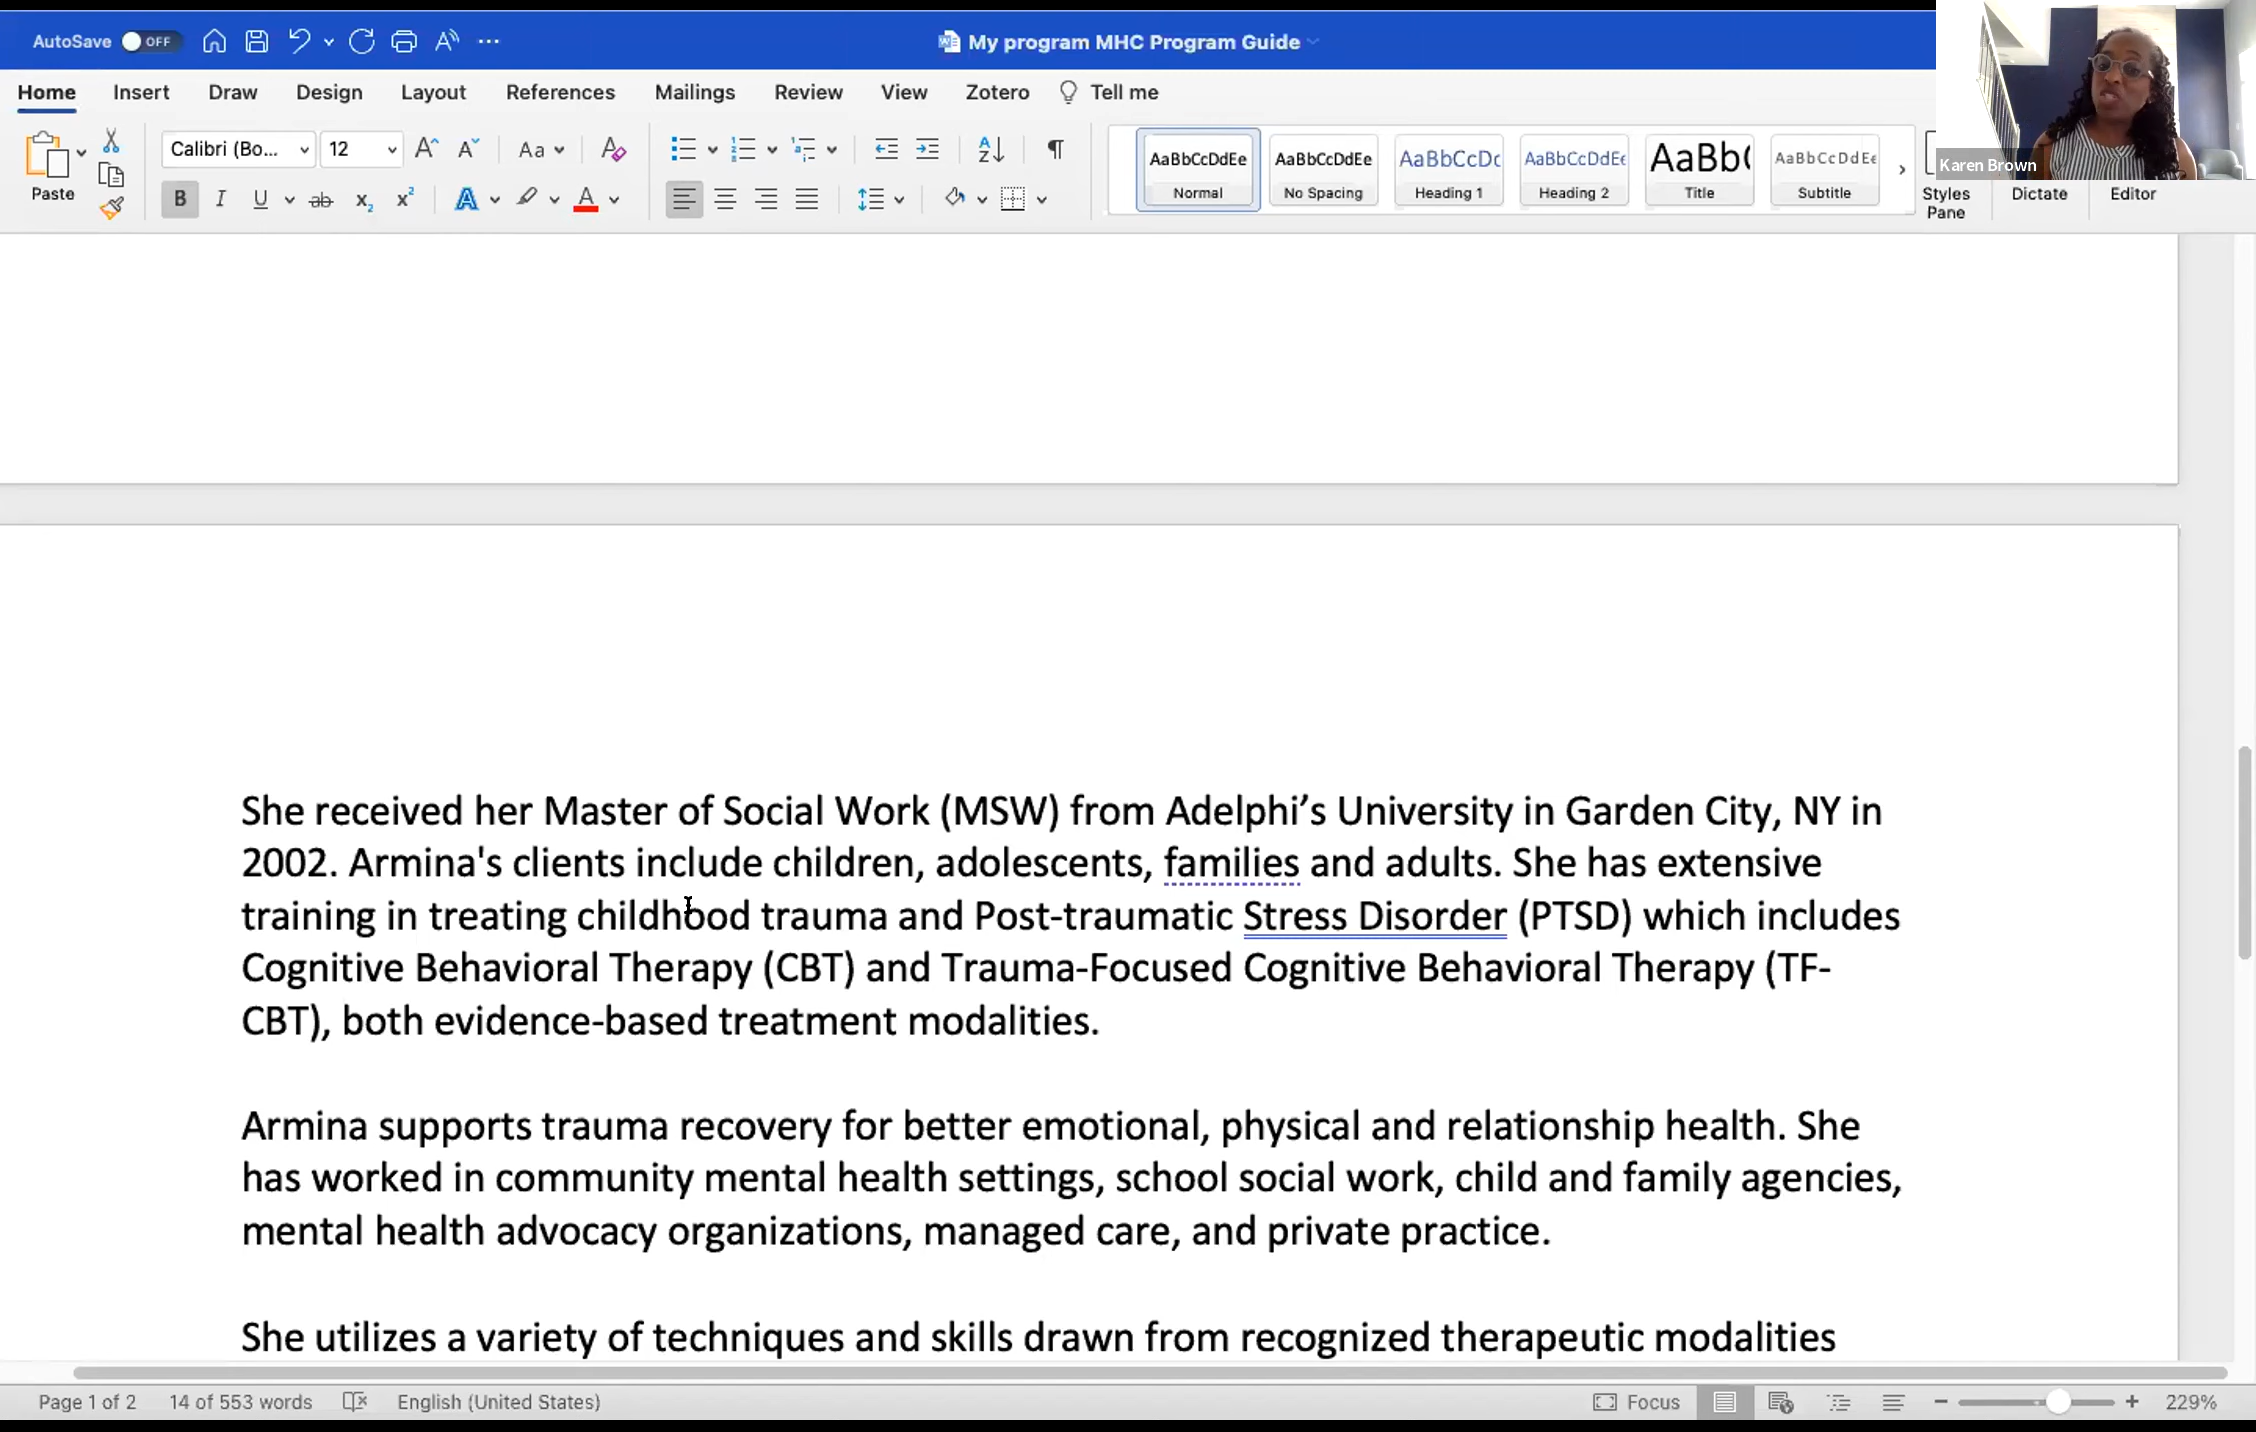 AutoSave OFF
My program MHC Program Guide
Karen Brown
Home Insert Draw Design Layout References Mailings Review View Zotero Tell me
Paste
Calibri (Bo... 12
AaBbCcDdEe Normal
AaBbCcDdEe No Spacing
AaBbCcDc Heading 1
AaBbCcDdEe Heading 2
AaBb( Title
AaBbCcDdEe Subtitle
Styles Pane
Dictate
Editor
She received her Master of Social Work (MSW) from Adelphi’s University in Garden City, NY in
2002. Armina's clients include children, adolescents, families and adults. She has extensive
training in treating childhood trauma and Post-traumatic Stress Disorder (PTSD) which includes
Cognitive Behavioral Therapy (CBT) and Trauma-Focused Cognitive Behavioral Therapy (TF-
CBT), both evidence-based treatment modalities.
Armina supports trauma recovery for better emotional, physical and relationship health. She
has worked in community mental health settings, school social work, child and family agencies,
mental health advocacy organizations, managed care, and private practice.
She utilizes a variety of techniques and skills drawn from recognized therapeutic modalities
Page 1 of 2 14 of 553 words English (United States) Focus 229%